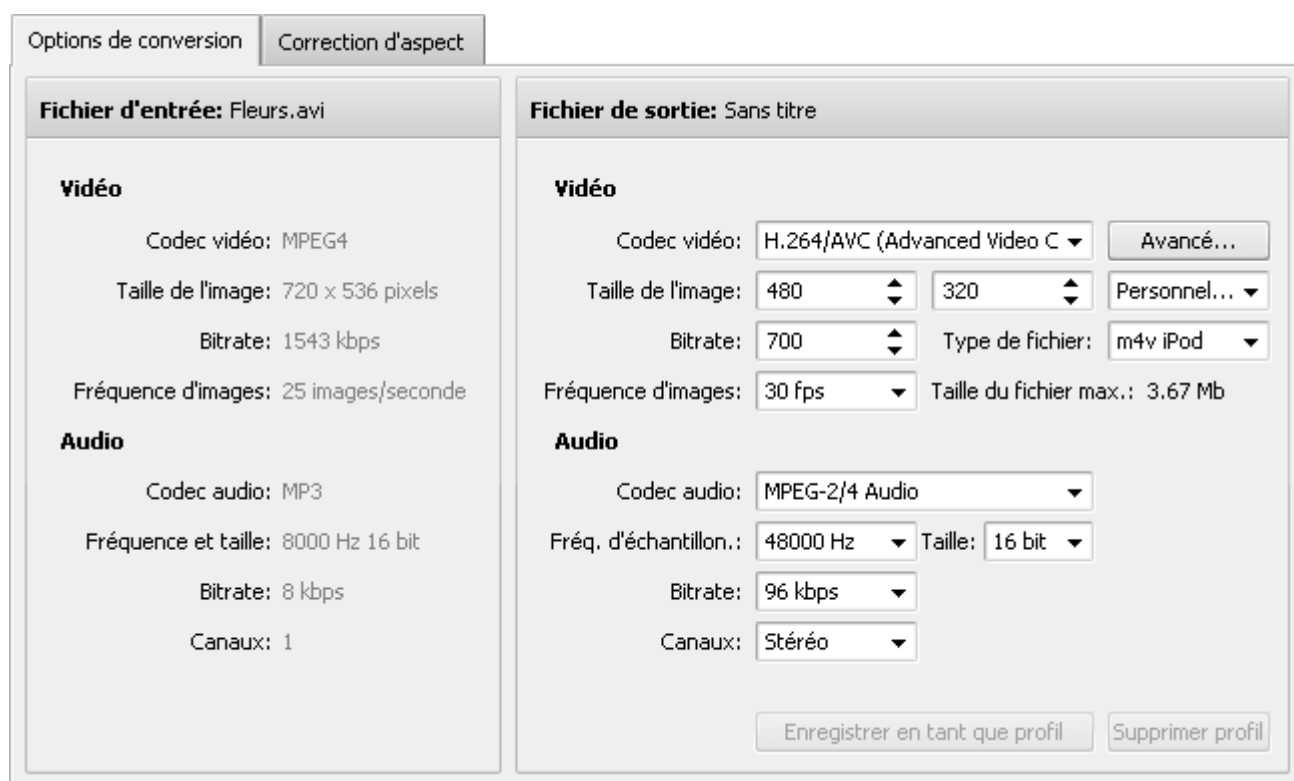 Options de conversion
Correction d'aspect
Fichier d'entrée: Fleurs.avi
Vidéo
Codec vidéo: MPEG4
Taille de l'image: 720 x 536 pixels
Bitrate: 1543 kbps
Fréquence d'images: 25 images/seconde
Audio
Codec audio: MP3
Fréquence et taille: 8000 Hz 16 bit
Bitrate: 8 kbps
Canaux: 1
Fichier de sortie: Sans titre
Vidéo
Codec vidéo: H.264/AVC (Advanced Video C Avancé...
Taille de l'image: 480 320 Personnel...
Bitrate: 700 Type de fichier: m4v iPod
Fréquence d'images: 30 fps Taille du fichier max.: 3.67 Mb
Audio
Codec audio: MPEG-2/4 Audio
Fréq. d'échantillon.: 48000 Hz Taille: 16 bit
Bitrate: 96 kbps
Canaux: Stéréo
Enregistrer en tant que profil Supprimer profil